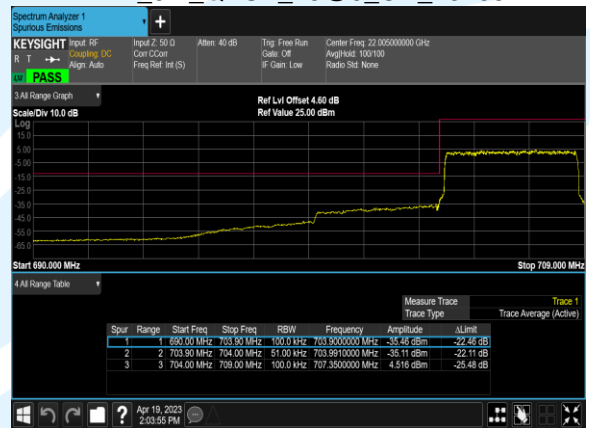 Spectrum Analyzer 1
Spurious Emissions
KEYSIGHT Input: RF Input Z: 50 Ω Atten: 40 dB Trig: Free Run Center Freq: 22.005000000 GHz
R T Coupling: DC Corr CCorr Gate: Off Avg|Hold: 100/100
Align: Auto Freq Ref: Int (S) IF Gain: Low Radio Std: None
PASS
3 All Range Graph
Ref Lvl Offset 4.60 dB
Scale/Div 10.0 dB Ref Value 25.00 dBm
Log
15.0
5.00
-5.00
-15.0
-25.0
-35.0
-45.0
-55.0
-65.0
Start 690.000 MHz Stop 709.000 MHz
4 All Range Table
Measure Trace Trace 1
Trace Type Trace Average (Active)
Spur Range Start Freq Stop Freq RBW Frequency Amplitude ΔLimit
1 1 690.00 MHz 703.90 MHz 100.0 kHz 703.9000000 MHz -35.46 dBm -22.46 dB
2 2 703.90 MHz 704.00 MHz 51.00 kHz 703.9910000 MHz -35.11 dBm -22.11 dB
3 3 704.00 MHz 709.00 MHz 100.0 kHz 707.3500000 MHz 4.516 dBm -25.48 dB
? Apr 19, 2023
2:03:55 PM